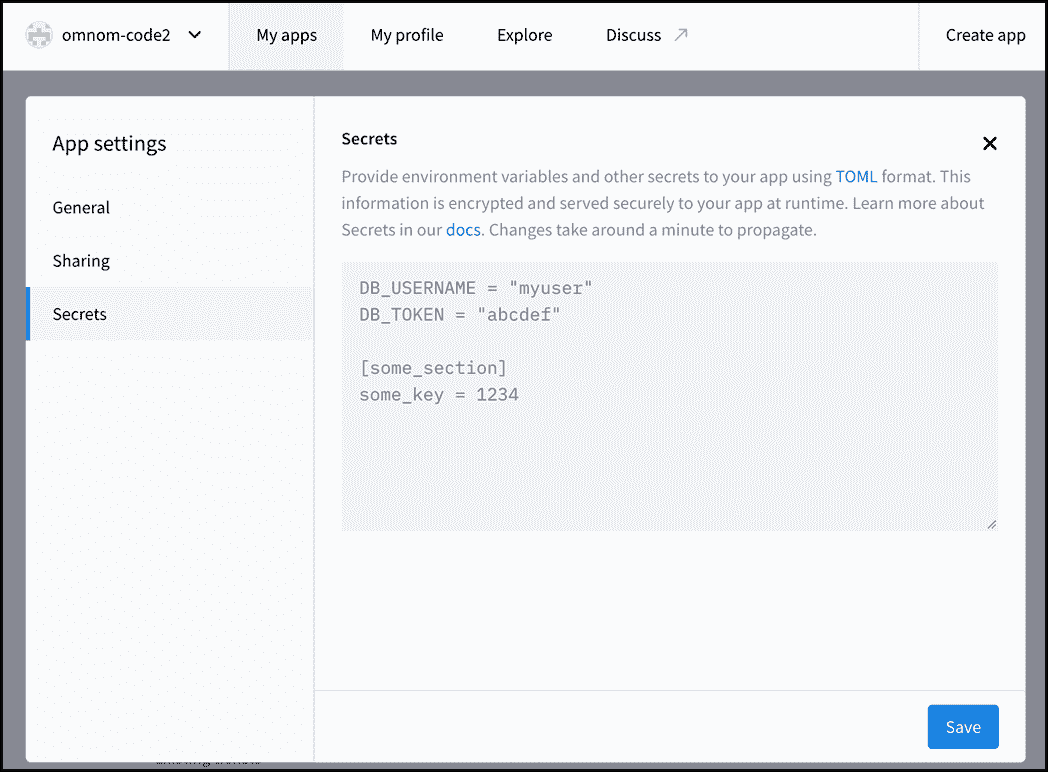 omnom-code2 My apps My profile Explore Discuss Create app
App settings
General
Sharing
Secrets
Secrets
Provide environment variables and other secrets to your app using TOML format. This
information is encrypted and served securely to your app at runtime. Learn more about
Secrets in our docs. Changes take around a minute to propagate.
DB_USERNAME = "myuser"
DB_TOKEN = "abcdef"
[some_section]
some_key = 1234
Save